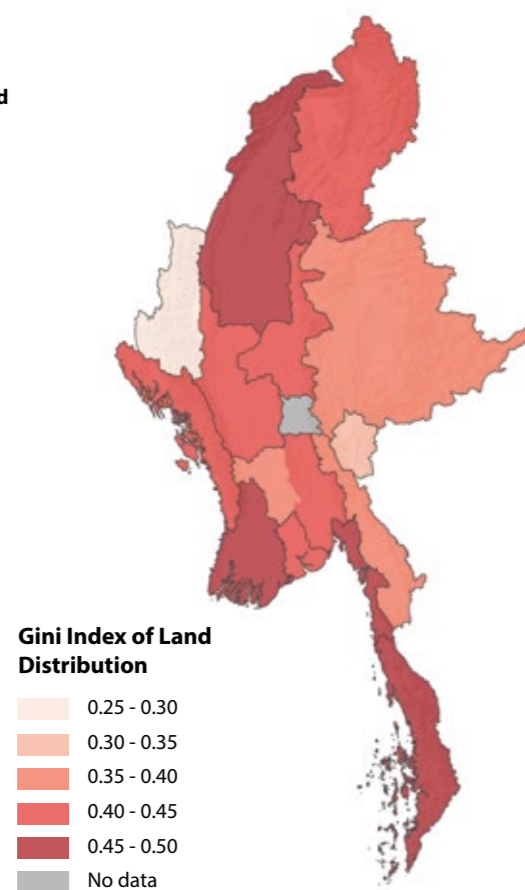 d
Gini Index of Land
Distribution
0.25 - 0.30
0.30 - 0.35
0.35 - 0.40
0.40 - 0.45
0.45 - 0.50
No data